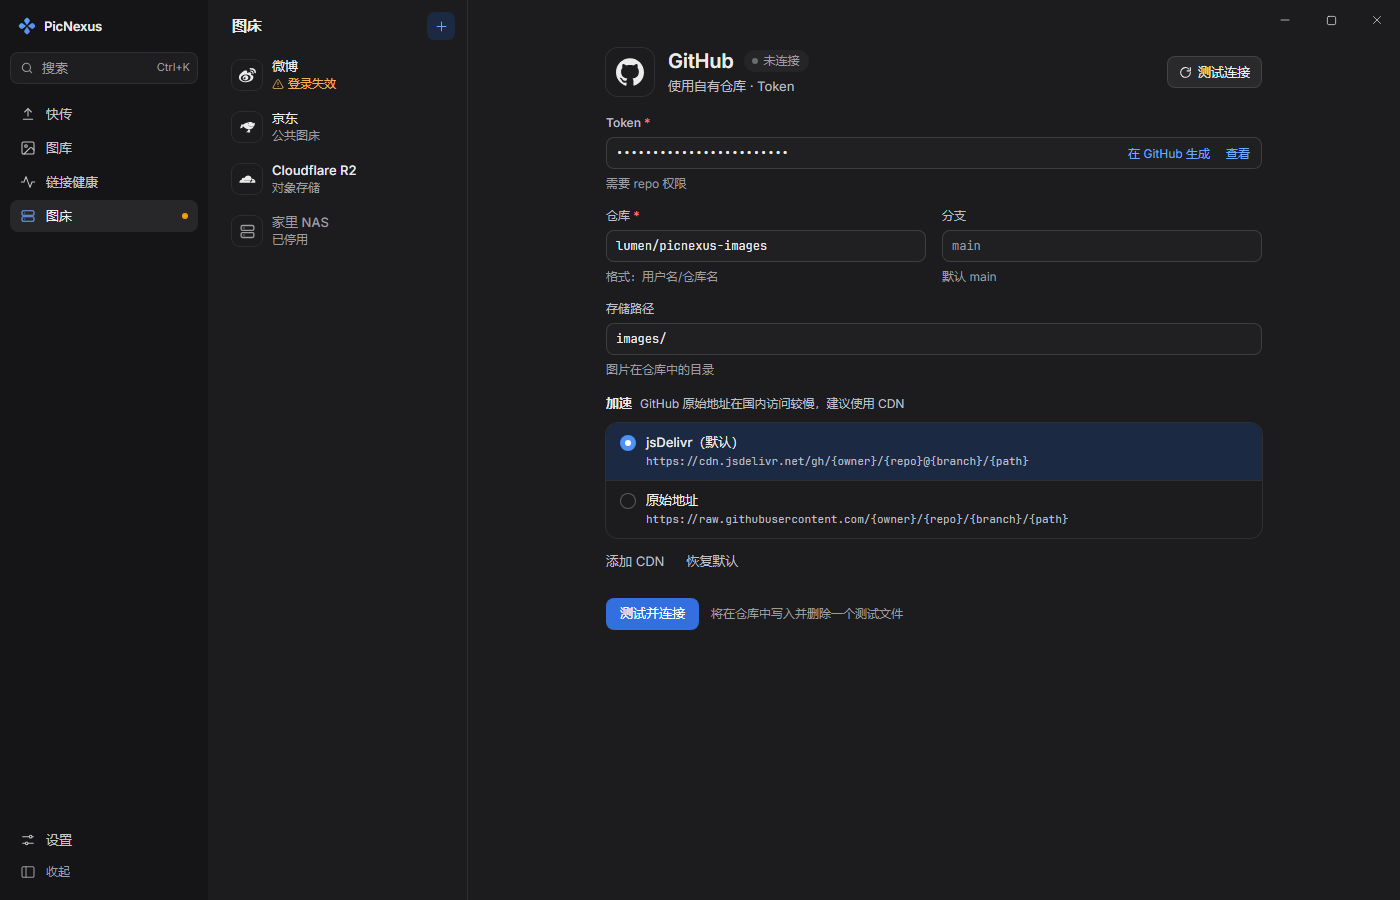 PicNexus
搜索 Ctrl+K
快传
图库
链接健康
图床
设置
收起
图床
微博
登录失效
京东
公共图床
Cloudflare R2
对象存储
家里 NAS
已停用
GitHub 未连接
使用自有仓库 · Token
测试连接
Token *
•••••••••••••••••••••••• 在 GitHub 生成 查看
需要 repo 权限
仓库 * 分支
lumen/picnexus-images main
格式：用户名/仓库名 默认 main
存储路径
images/
图片在仓库中的目录
加速 GitHub 原始地址在国内访问较慢，建议使用 CDN
jsDelivr（默认）
https://cdn.jsdelivr.net/gh/{owner}/{repo}@{branch}/{path}
原始地址
https://raw.githubusercontent.com/{owner}/{repo}/{branch}/{path}
添加 CDN 恢复默认
测试并连接 将在仓库中写入并删除一个测试文件